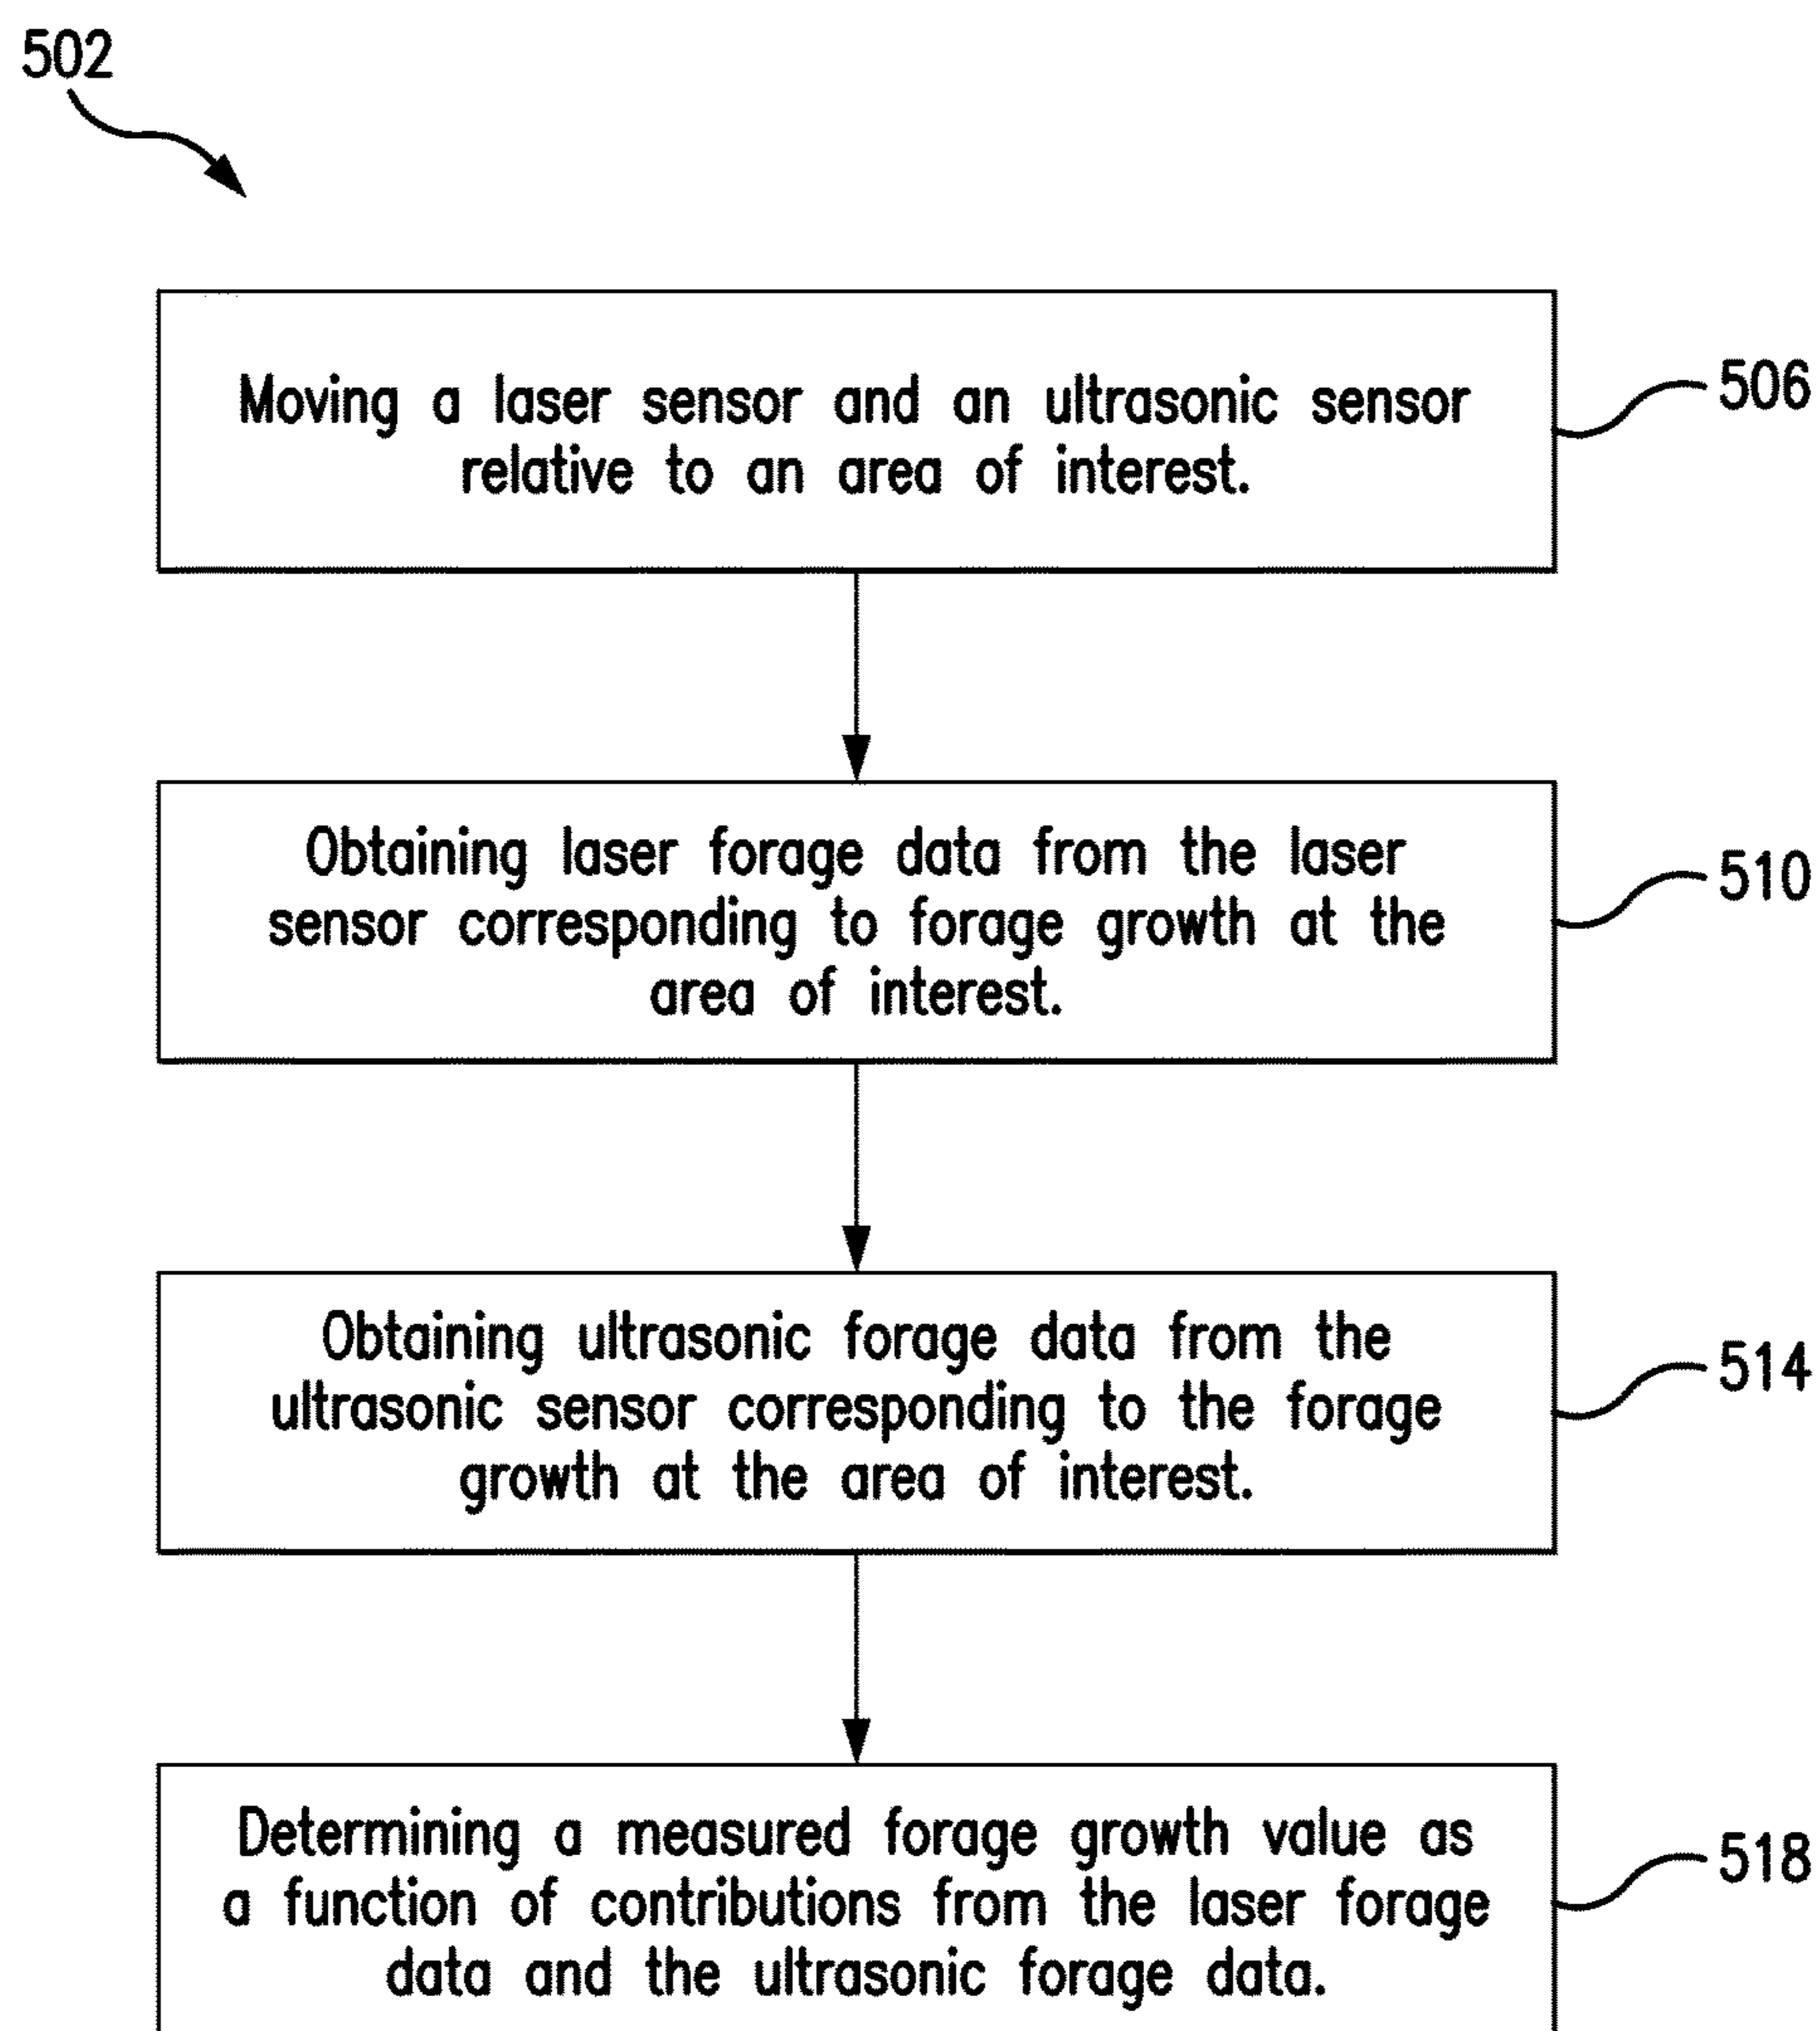 502
Moving a laser sensor and an ultrasonic sensor
relative to an area of interest.
506
Obtaining laser forage data from the laser
sensor corresponding to forage growth at the
area of interest.
510
Obtaining ultrasonic forage data from the
ultrasonic sensor corresponding to the forage
growth at the area of interest.
514
Determining a measured forage growth value as
a function of contributions from the laser forage
data and the ultrasonic forage data.
518